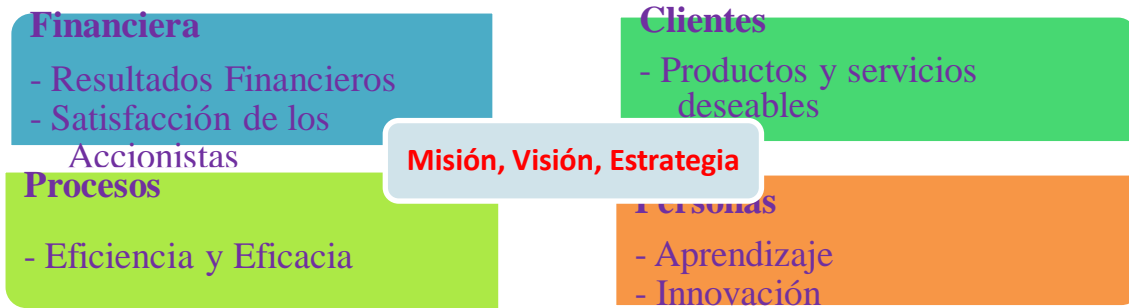 Financiera
- Resultados Financieros
- Satisfacción de los
Accionistas
Clientes
- Productos y servicios
deseables
Misión, Visión, Estrategia
Procesos
- Eficiencia y Eficacia
Personas
- Aprendizaje
- Innovación